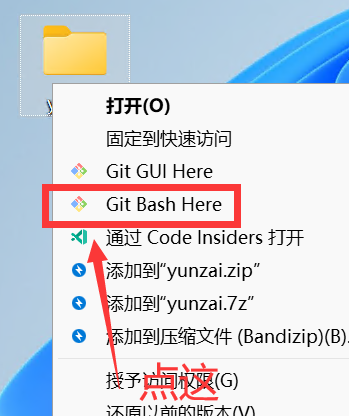 打开(O)
固定到快速访问
Git GUI Here
Git Bash Here
通过 Code Insiders 打开
添加到“yunzai.zip”
添加到“yunzai.7z”
添加到压缩文件 (Bandizip)(B)...
点这
授予访问权限(G)
还原以前的版本(V)